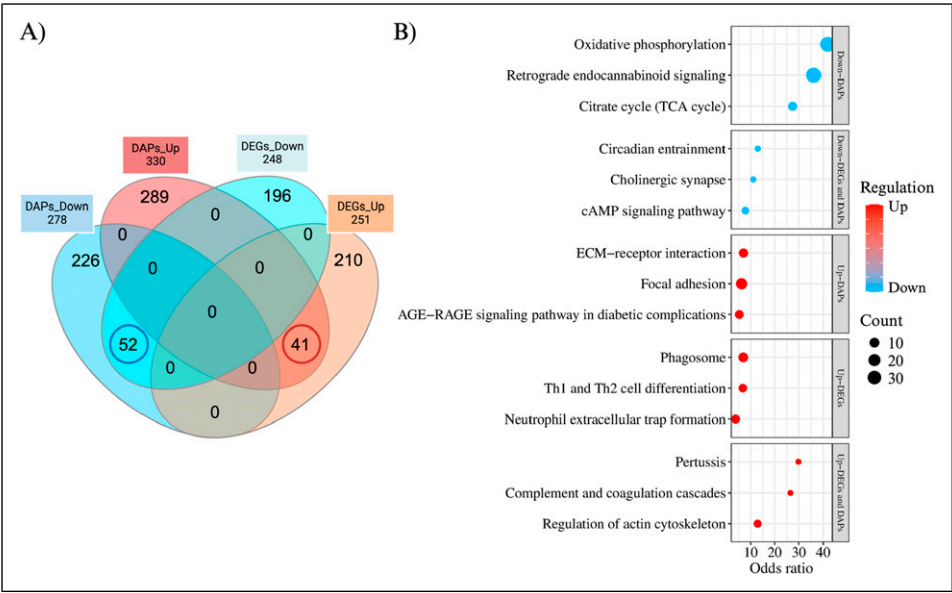 A)
DAPs_Up
330
DEGs_Down
248
DAPs_Down
278
DEGs_Up
251
289
196
0
0
0
226
210
0
0
0
52
41
0
0
0
B)
Oxidative phosphorylation
Retrograde endocannabinoid signaling
Citrate cycle (TCA cycle)
Down-DAPs
Circadian entrainment
Cholinergic synapse
cAMP signaling pathway
Down-DEGs and DAPs
ECM-receptor interaction
Focal adhesion
AGE-RAGE signaling pathway in diabetic complications
Up-DAPs
Phagosome
Th1 and Th2 cell differentiation
Neutrophil extracellular trap formation
Up-DEGs
Pertussis
Complement and coagulation cascades
Regulation of actin cytoskeleton
Up-DEGs and DAPs
10 20 30 40
Odds ratio
Regulation
Up
Down
Count
10
20
30